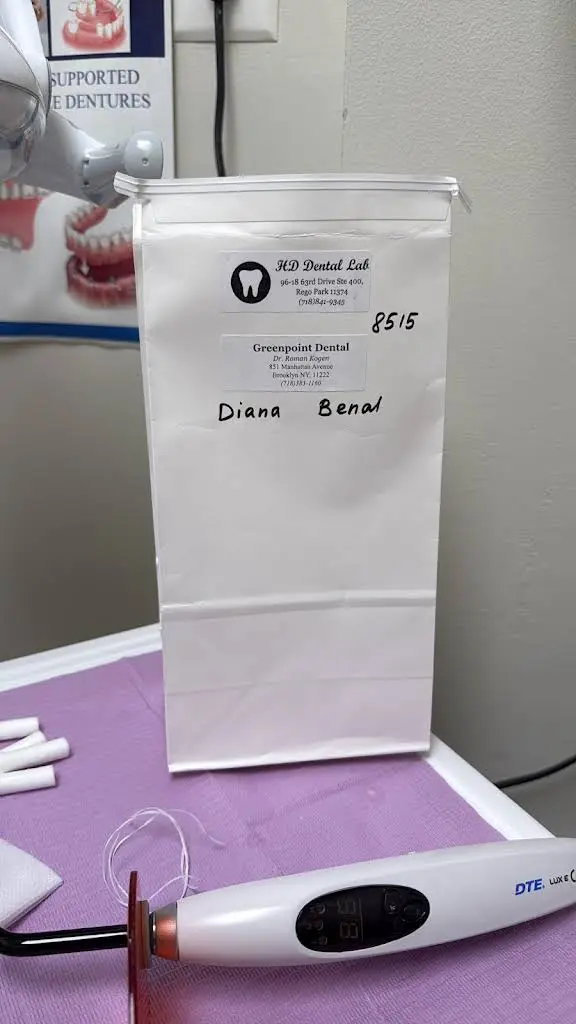 SUPPORTED
E DENTURES
HD Dental Lab
96-18 63rd Drive Ste 400,
Rego Park 11374
(718)841-9345
8515
Greenpoint Dental
Dr. Roman Kogen
851 Manhattan Avenue
Brooklyn NY, 11222
(718)383-1160
Diana Benal
DTE. LUX E